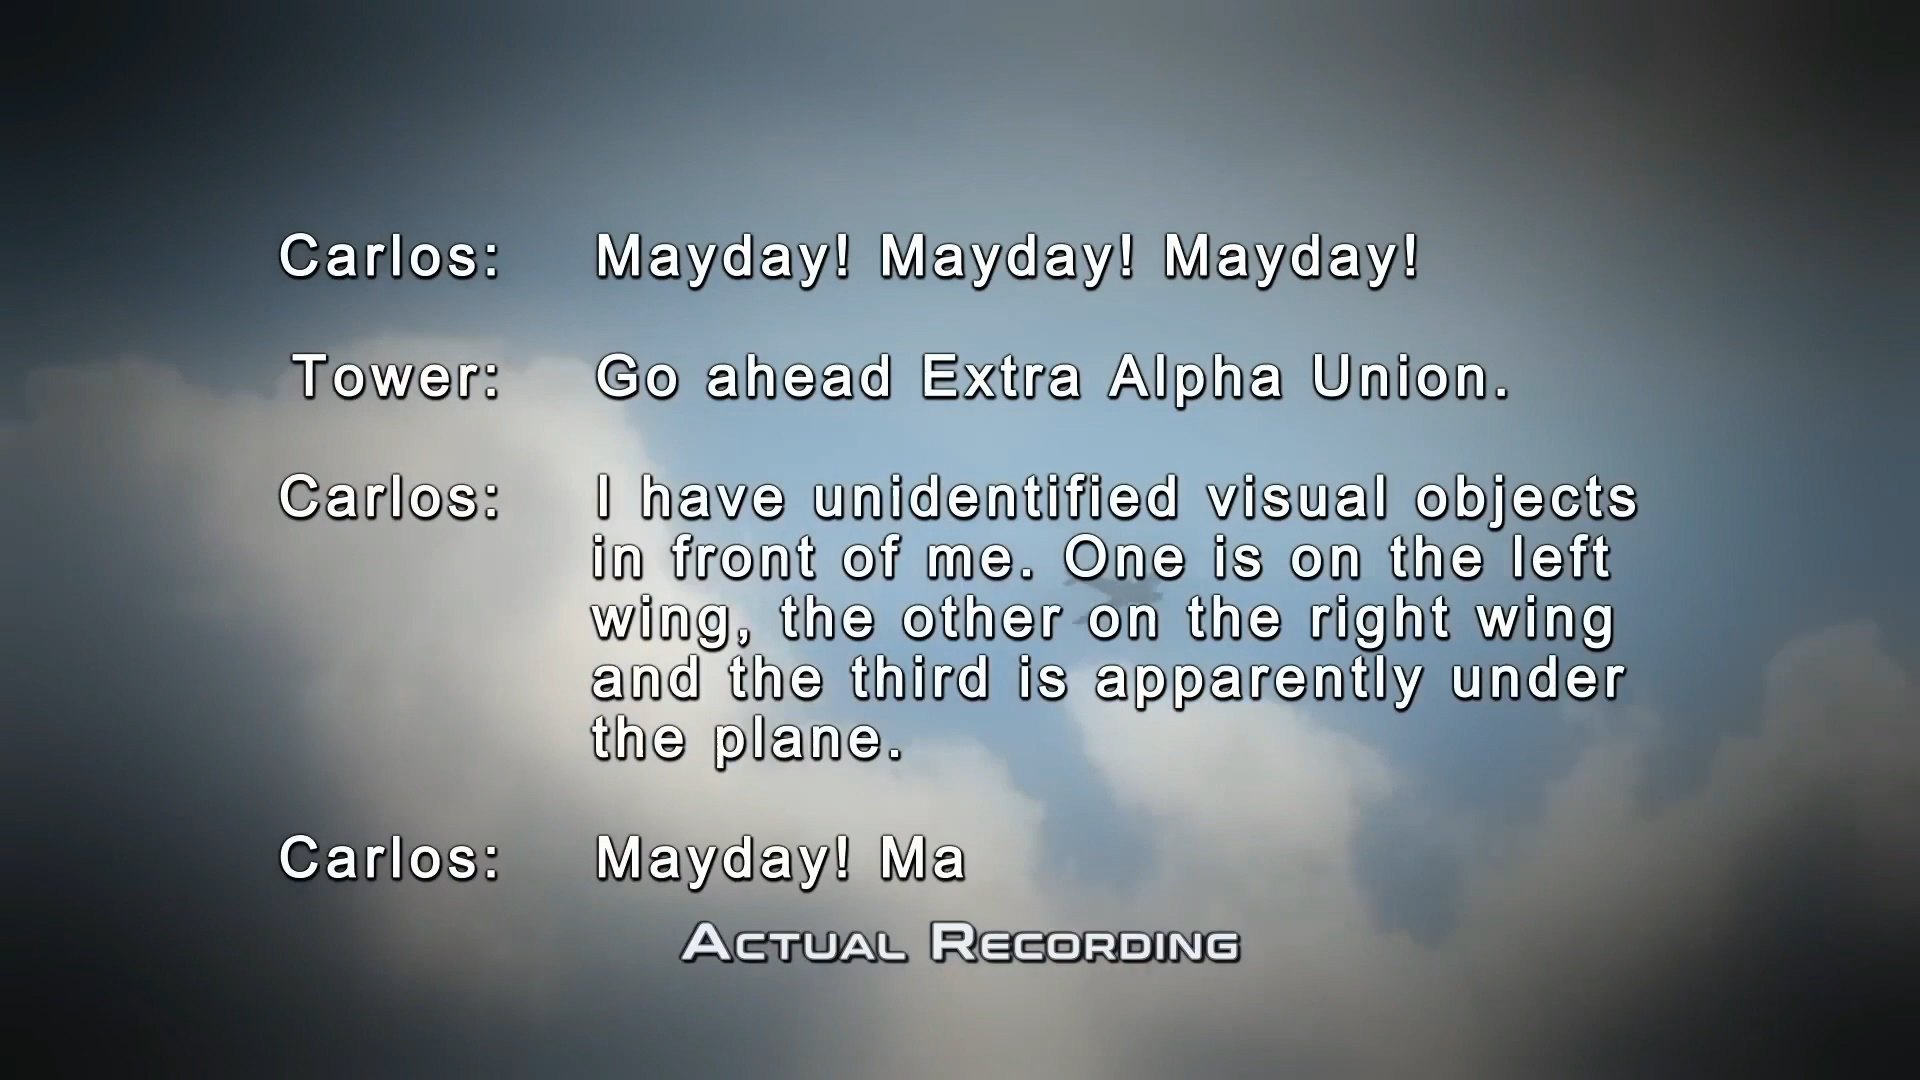 Carlos: Mayday! Mayday! Mayday!
Tower: Go ahead Extra Alpha Union.
Carlos: I have unidentified visual objects
in front of me. One is on the left
wing, the other on the right wing
and the third is apparently under
the plane.
Carlos: Mayday! Ma
Actual Recording